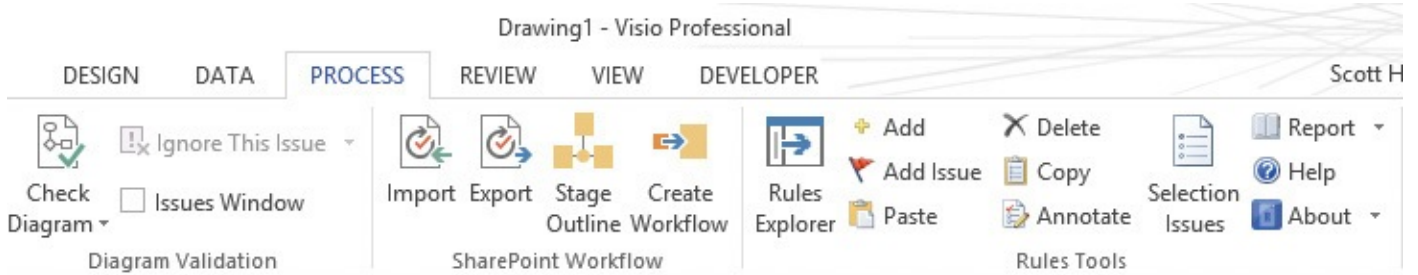 Drawing1 - Visio Professional
DESIGN DATA PROCESS REVIEW VIEW DEVELOPER Scott H
Check
Diagram
Ignore This Issue
Issues Window
Diagram Validation
Import
Export
Stage
Outline
Create
Workflow
SharePoint Workflow
Rules
Explorer
Add
Add Issue
Paste
Delete
Copy
Annotate
Selection
Issues
Report
Help
About
Rules Tools